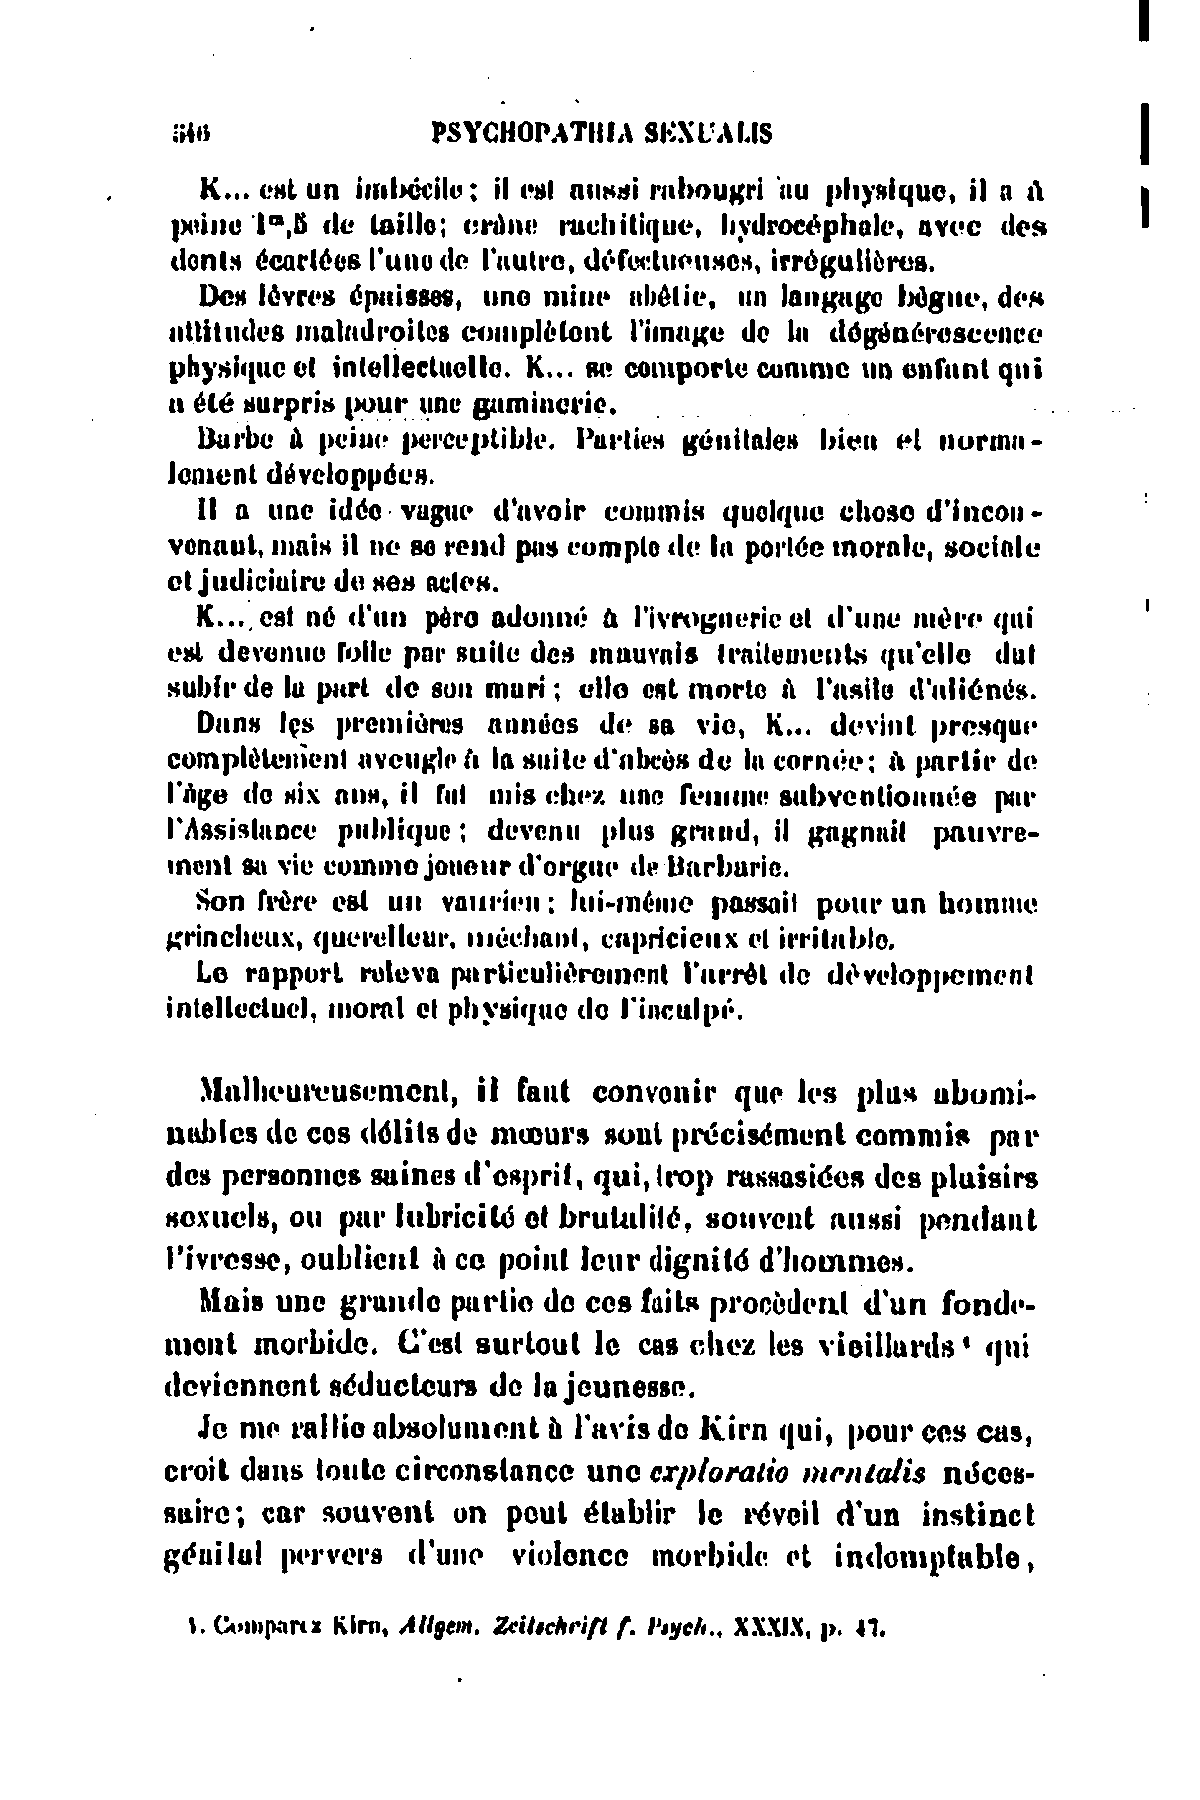 546 PSYCHOPATHIA SEXUALIS
K... est un imbécile ; il est aussi rabougri au physique, il a à
peine 1ᵐ,5 de taille; crâne rachitique, hydrocéphale, avec des
dents écartées l'une de l'autre, défectueuses, irrégulières.
Des lèvres épaisses, une mine abêtie, un langage bègue, des
attitudes maladroites complètent l'image de la dégénérescence
physique et intellectuelle. K... se comporte comme un enfant qui
a été surpris pour une gaminerie.
Barbe à peine perceptible. Parties génitales bien et norma-
lement développées.
Il a une idée vague d'avoir commis quelque chose d'incon-
venant, mais il ne se rend pas compte de la portée morale, sociale
et judiciaire de ses actes.
K... est né d'un père adonné à l'ivrognerie et d'une mère qui
est devenue folle par suite des mauvais traitements qu'elle dut
subir de la part de son mari ; elle est morte à l'asile d'aliénés.
Dans les premières années de sa vie, K... devint presque
complètement aveugle à la suite d'abcès de la cornée ; à partir de
l'âge de six ans, il fut mis chez une femme subventionnée par
l'Assistance publique ; devenu plus grand, il gagnait pauvre-
ment sa vie comme joueur d'orgue de Barbarie.
Son frère est un vaurien ; lui-même passait pour un homme
grincheux, querelleur, méchant, capricieux et irritable.
Le rapport releva particulièrement l'arrêt de développement
intellectuel, moral et physique de l'inculpé.
Malheureusement, il faut convenir que les plus abomi-
nables de ces délits de mœurs sont précisément commis par
des personnes saines d'esprit, qui, trop rassasiées des plaisirs
sexuels, ou par lubricité et brutalité, souvent aussi pendant
l'ivresse, oublient à ce point leur dignité d'hommes.
Mais une grande partie de ces faits procèdent d'un fonde-
ment morbide. C'est surtout le cas chez les vieillards¹ qui
deviennent séducteurs de la jeunesse.
Je me rallie absolument à l'avis de Kirn qui, pour ces cas,
croit dans toute circonstance une exploratio mentalis néces-
saire; car souvent on peut établir le réveil d'un instinct
génital pervers d'une violence morbide et indomptable,
1. Comparez Kirn, Allgem. Zeitschrift f. Psych., XXXIX, p. 47.